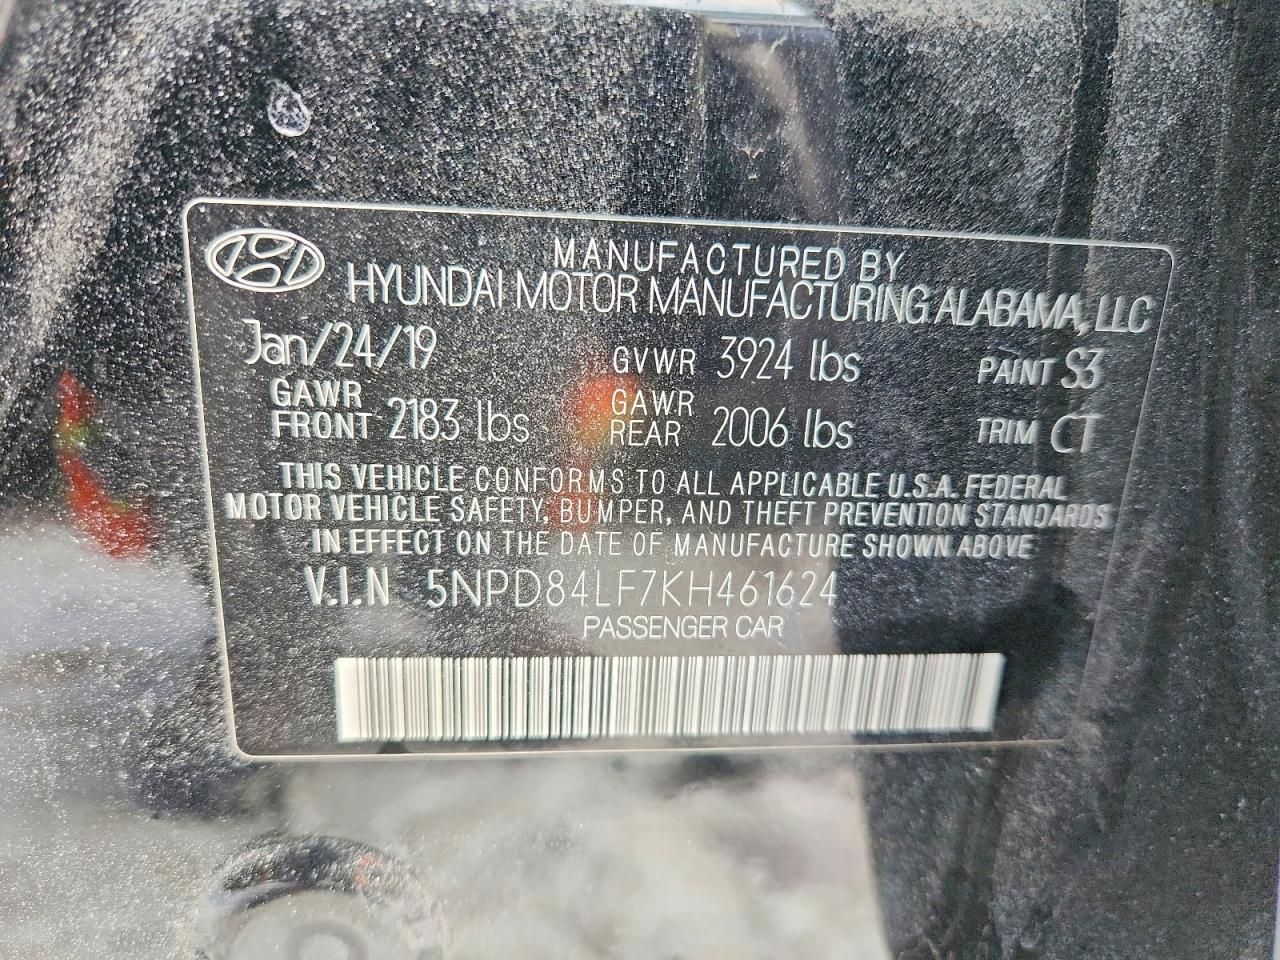 MANUFACTURED BY
HYUNDAI MOTOR MANUFACTURING ALABAMA, LLC
Jan/24/19 GVWR 3924 lbs PAINT S3
GAWR FRONT 2183 lbs GAWR REAR 2006 lbs TRIM CT
THIS VEHICLE CONFORMS TO ALL APPLICABLE U.S.A. FEDERAL
MOTOR VEHICLE SAFETY, BUMPER, AND THEFT PREVENTION STANDARDS
IN EFFECT ON THE DATE OF MANUFACTURE SHOWN ABOVE
V.I.N 5NPD84LF7KH461624
PASSENGER CAR